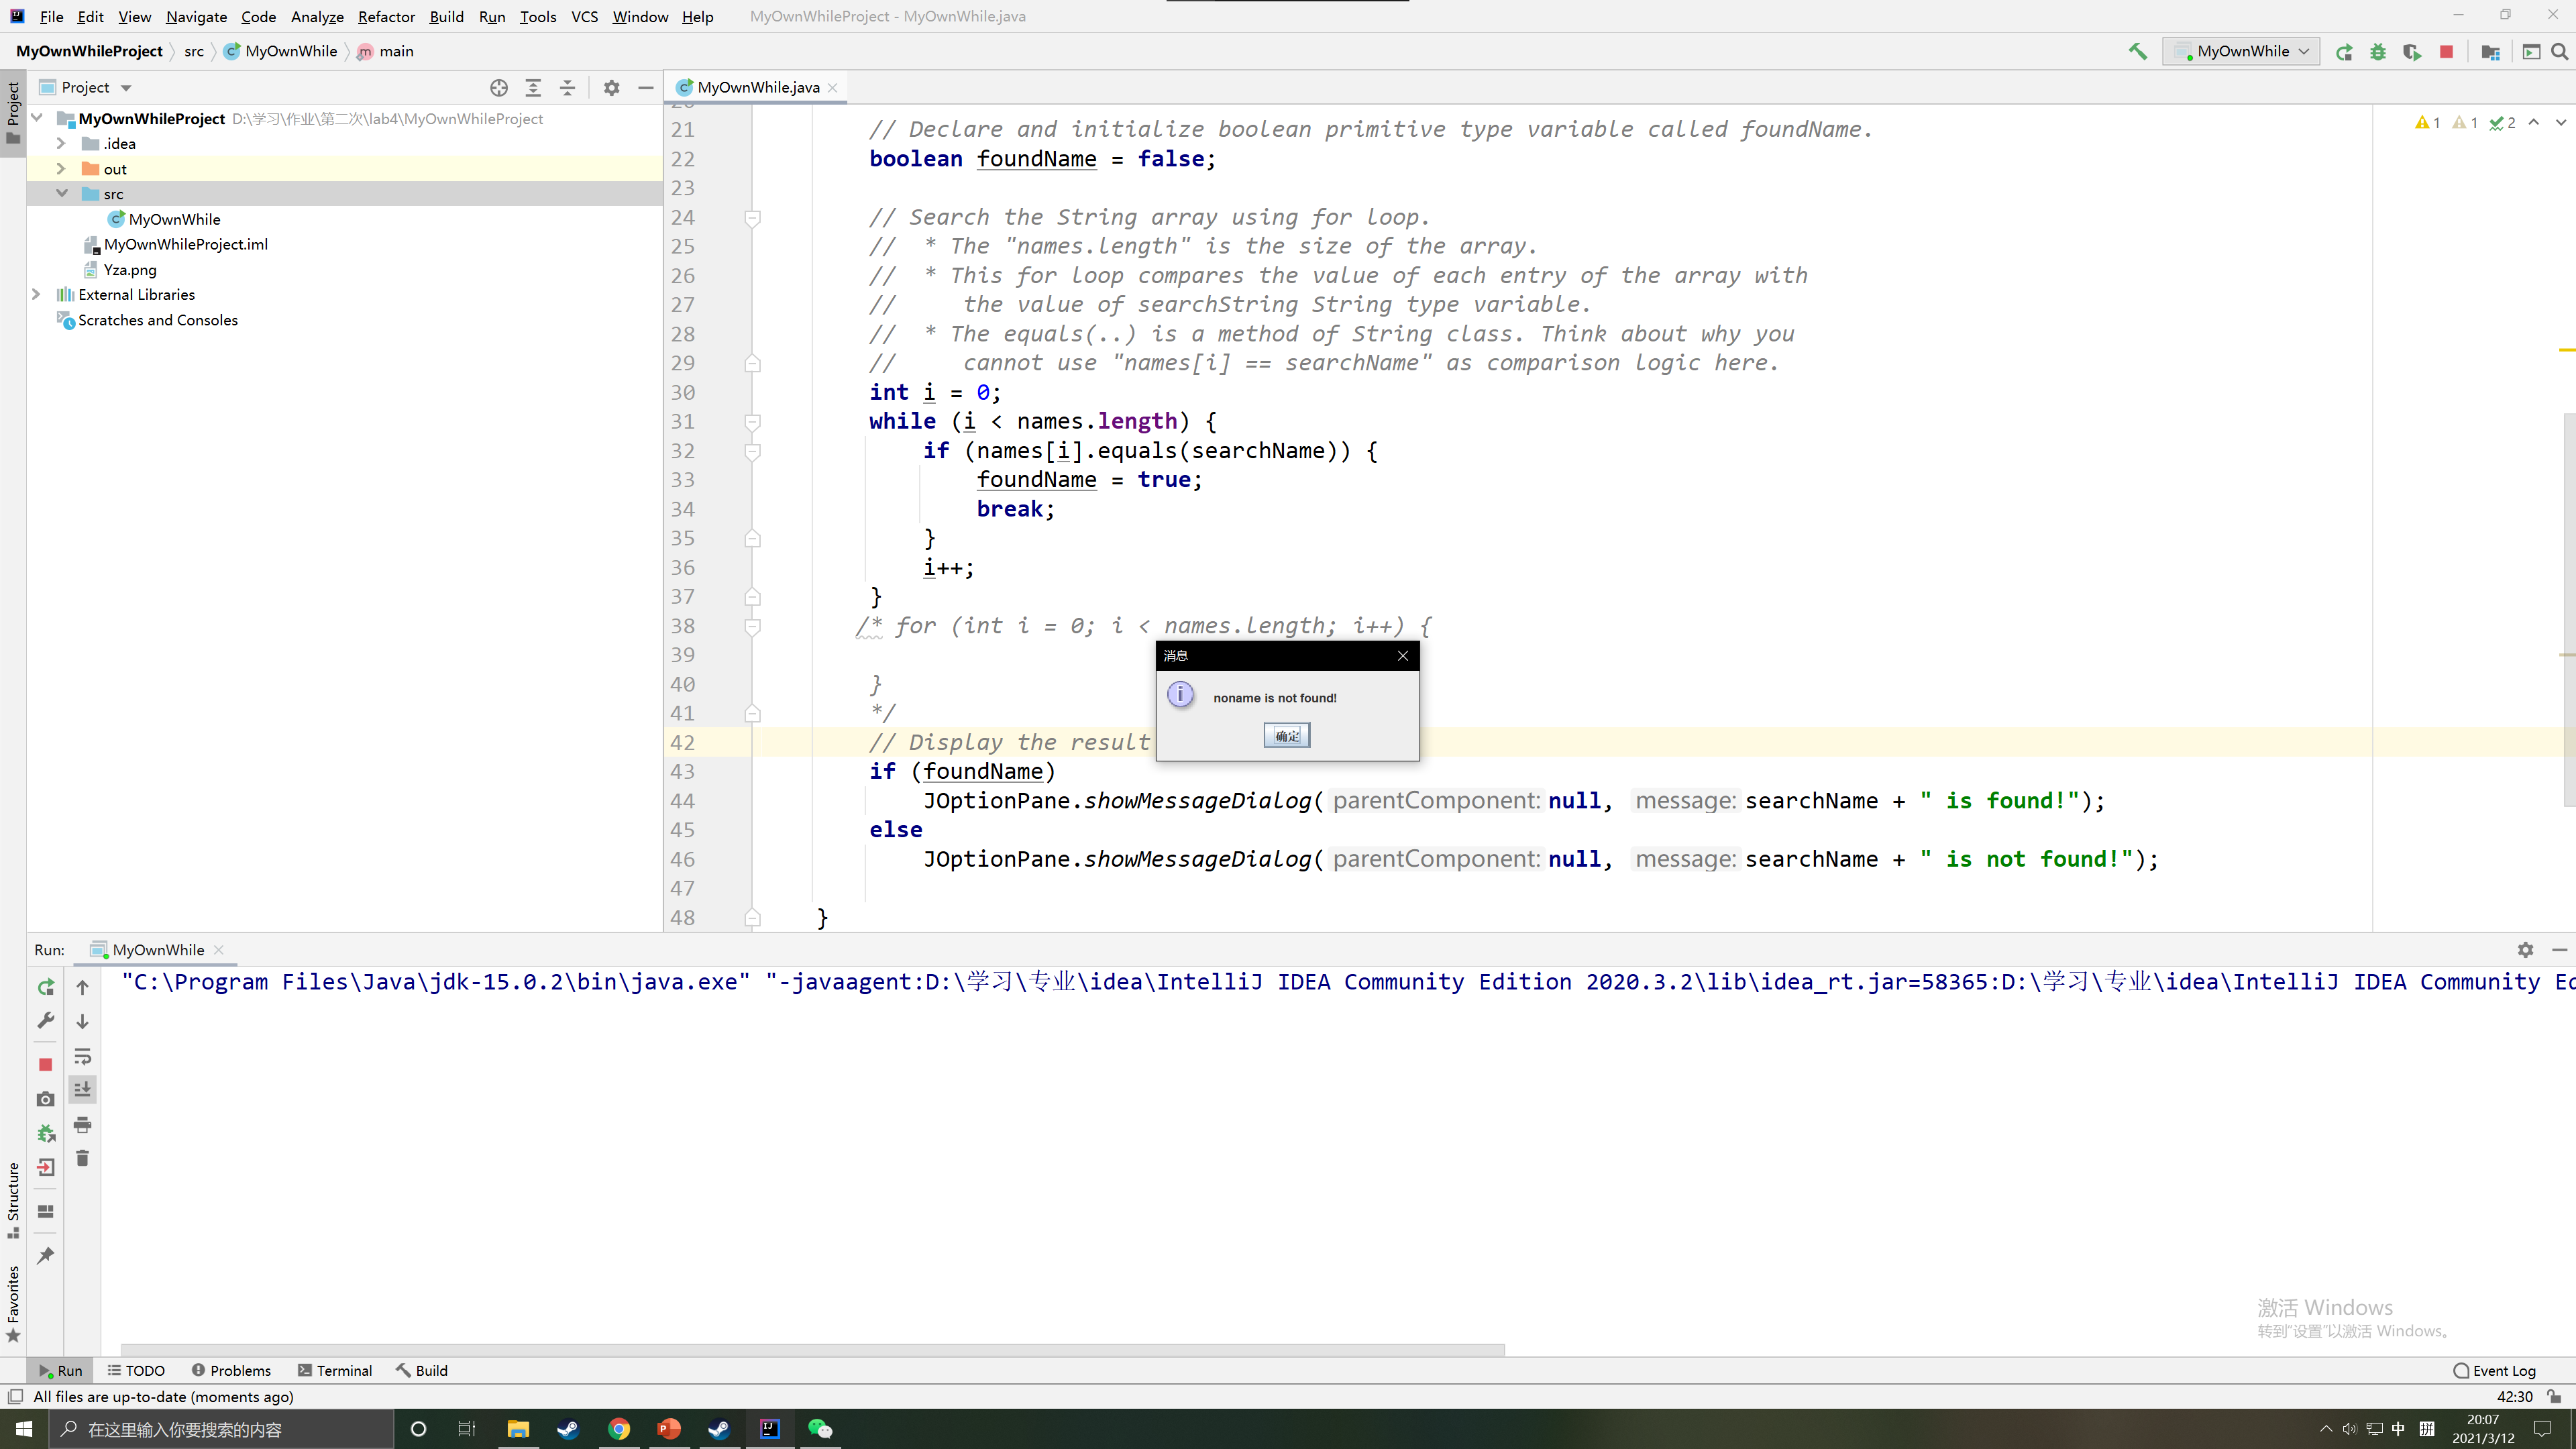 File Edit View Navigate Code Analyze Refactor Build Run Tools VCS Window Help MyOwnWhileProject - MyOwnWhile.java
MyOwnWhileProject src MyOwnWhile main
MyOwnWhile
Project
Project
MyOwnWhile.java
MyOwnWhileProject D:\学习\作业\第二次\lab4\MyOwnWhileProject
.idea
out
src
MyOwnWhile
MyOwnWhileProject.iml
Yza.png
External Libraries
Scratches and Consoles
1 1 2
21 // Declare and initialize boolean primitive type variable called foundName.
22 boolean foundName = false;
23
24 // Search the String array using for loop.
25 // * The "names.length" is the size of the array.
26 // * This for loop compares the value of each entry of the array with
27 // the value of searchString String type variable.
28 // * The equals(..) is a method of String class. Think about why you
29 // cannot use "names[i] == searchName" as comparison logic here.
30 int i = 0;
31 while (i < names.length) {
32 if (names[i].equals(searchName)) {
33 foundName = true;
34 break;
35 }
36 i++;
37 }
38 /* for (int i = 0; i < names.length; i++) {
39
40 }
41 */
42 // Display the result
43 if (foundName)
44 JOptionPane.showMessageDialog( parentComponent: null, message: searchName + " is found!");
45 else
46 JOptionPane.showMessageDialog( parentComponent: null, message: searchName + " is not found!");
47
48 }
消息
noname is not found!
确定
Run: MyOwnWhile
"C:\Program Files\Java\jdk-15.0.2\bin\java.exe" "-javaagent:D:\学习\专业\idea\IntelliJ IDEA Community Edition 2020.3.2\lib\idea_rt.jar=58365:D:\学习\专业\idea\IntelliJ IDEA Community Ed
Structure
Favorites
激活 Windows
转到"设置"以激活 Windows。
Run TODO Problems Terminal Build Event Log
All files are up-to-date (moments ago) 42:30
在这里输入你要搜索的内容
中 拼 20:07
2021/3/12